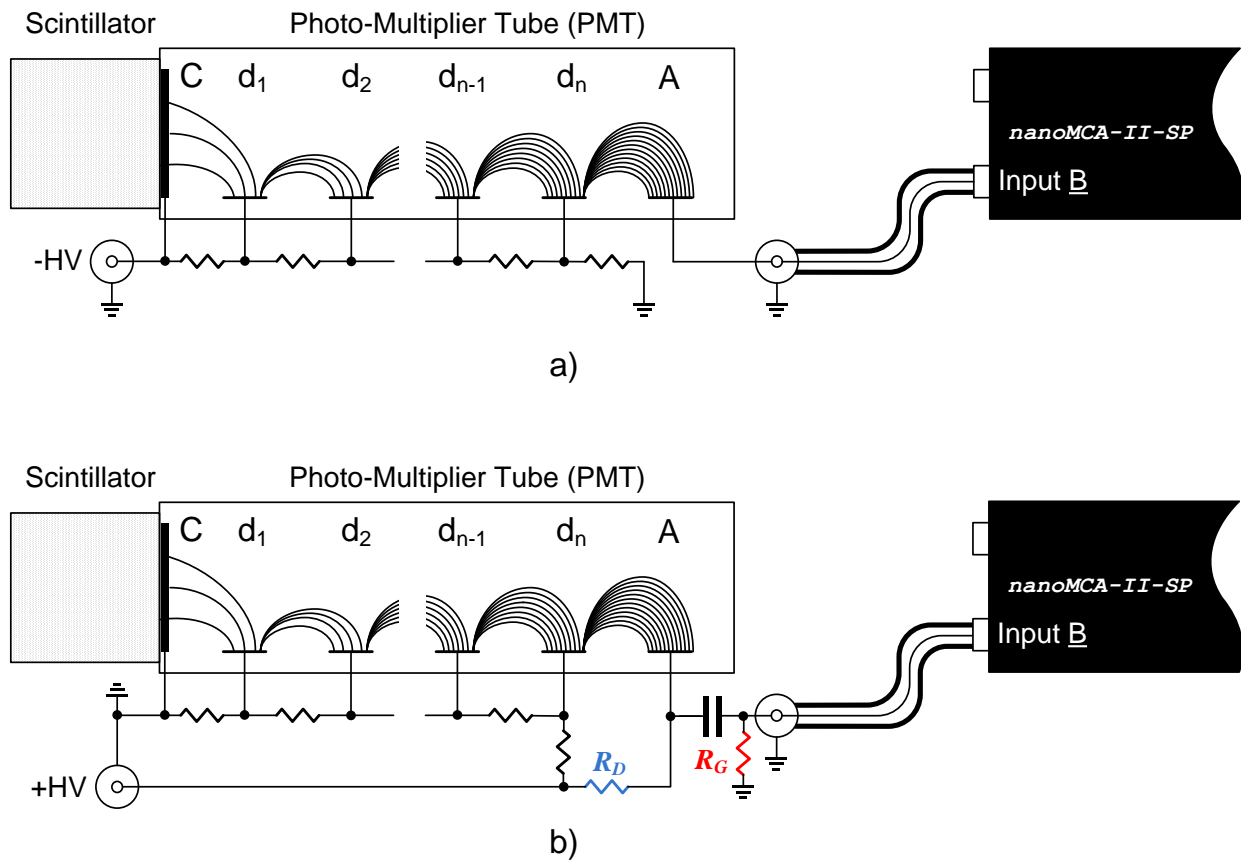 Scintillator Photo-Multiplier Tube (PMT)
C d1 d2 dn-1 dn A
nanoMCA-II-SP
Input B
-HV
a)
Scintillator Photo-Multiplier Tube (PMT)
C d1 d2 dn-1 dn A
nanoMCA-II-SP
Input B
RD RG
+HV
b)